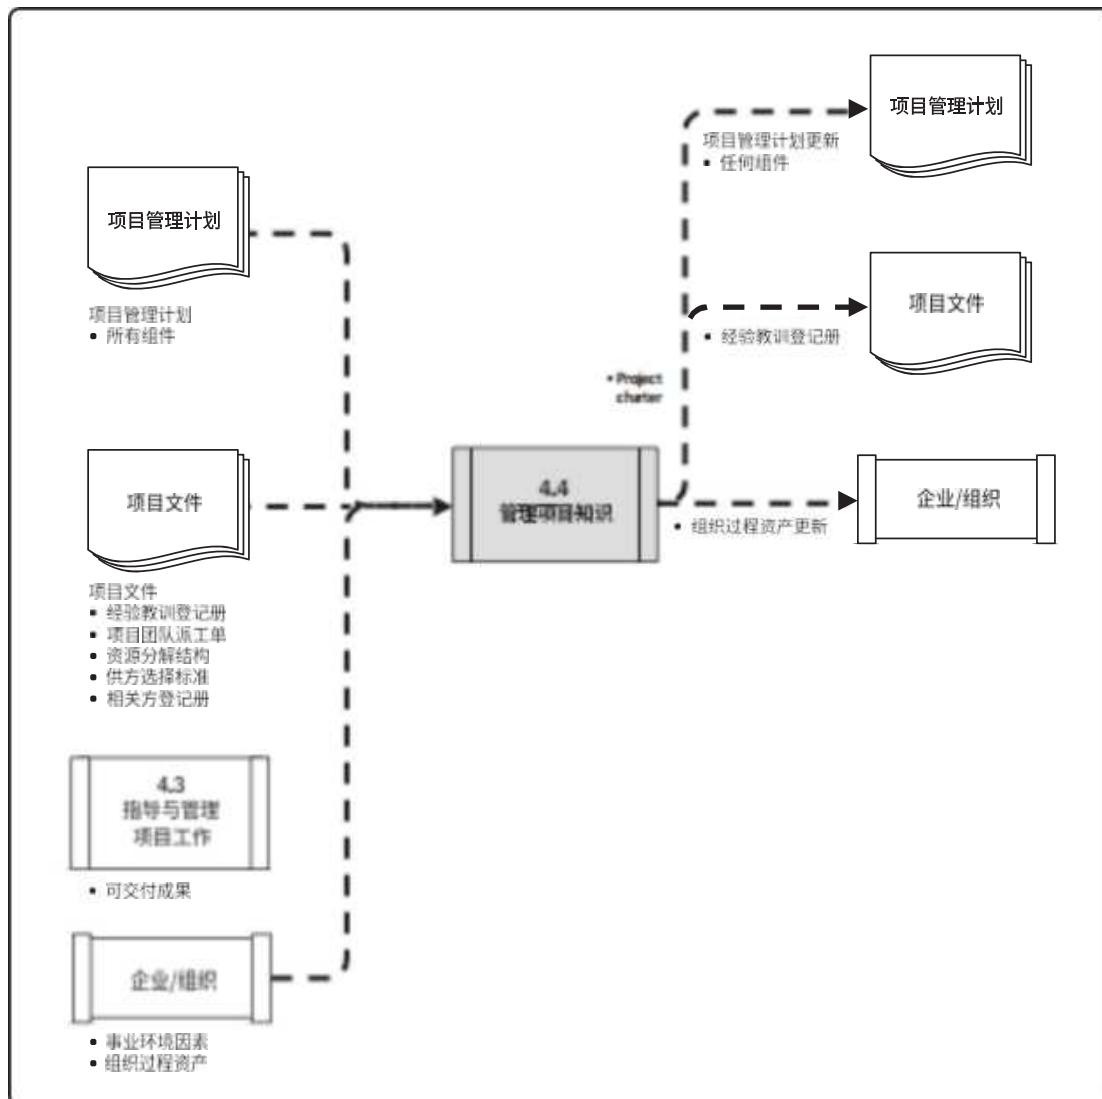 项目管理计划
项目管理计划
• 所有组件
项目文件
项目文件
• 经验教训登记册
• 项目团队派工单
• 资源分解结构
• 供方选择标准
• 相关方登记册
4.3
指导与管理
项目工作
• 可交付成果
企业/组织
• 事业环境因素
• 组织过程资产
4.4
管理项目知识
• Project
charter
项目管理计划
项目管理计划更新
• 任何组件
项目文件
• 经验教训登记册
企业/组织
• 组织过程资产更新